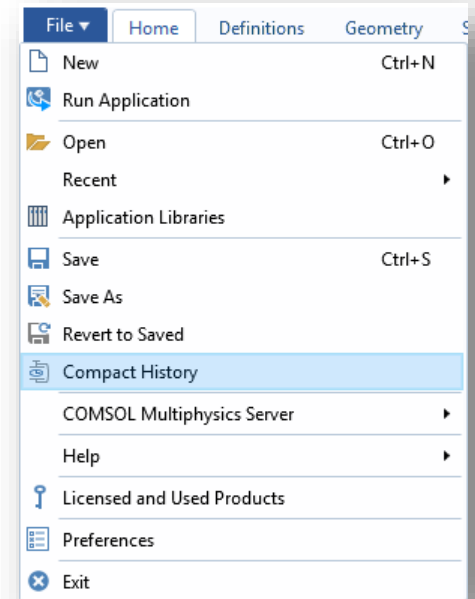 File ▾ Home Definitions Geometry
New Ctrl+N
Run Application
Open Ctrl+O
Recent
Application Libraries
Save Ctrl+S
Save As
Revert to Saved
Compact History
COMSOL Multiphysics Server
Help
Licensed and Used Products
Preferences
Exit